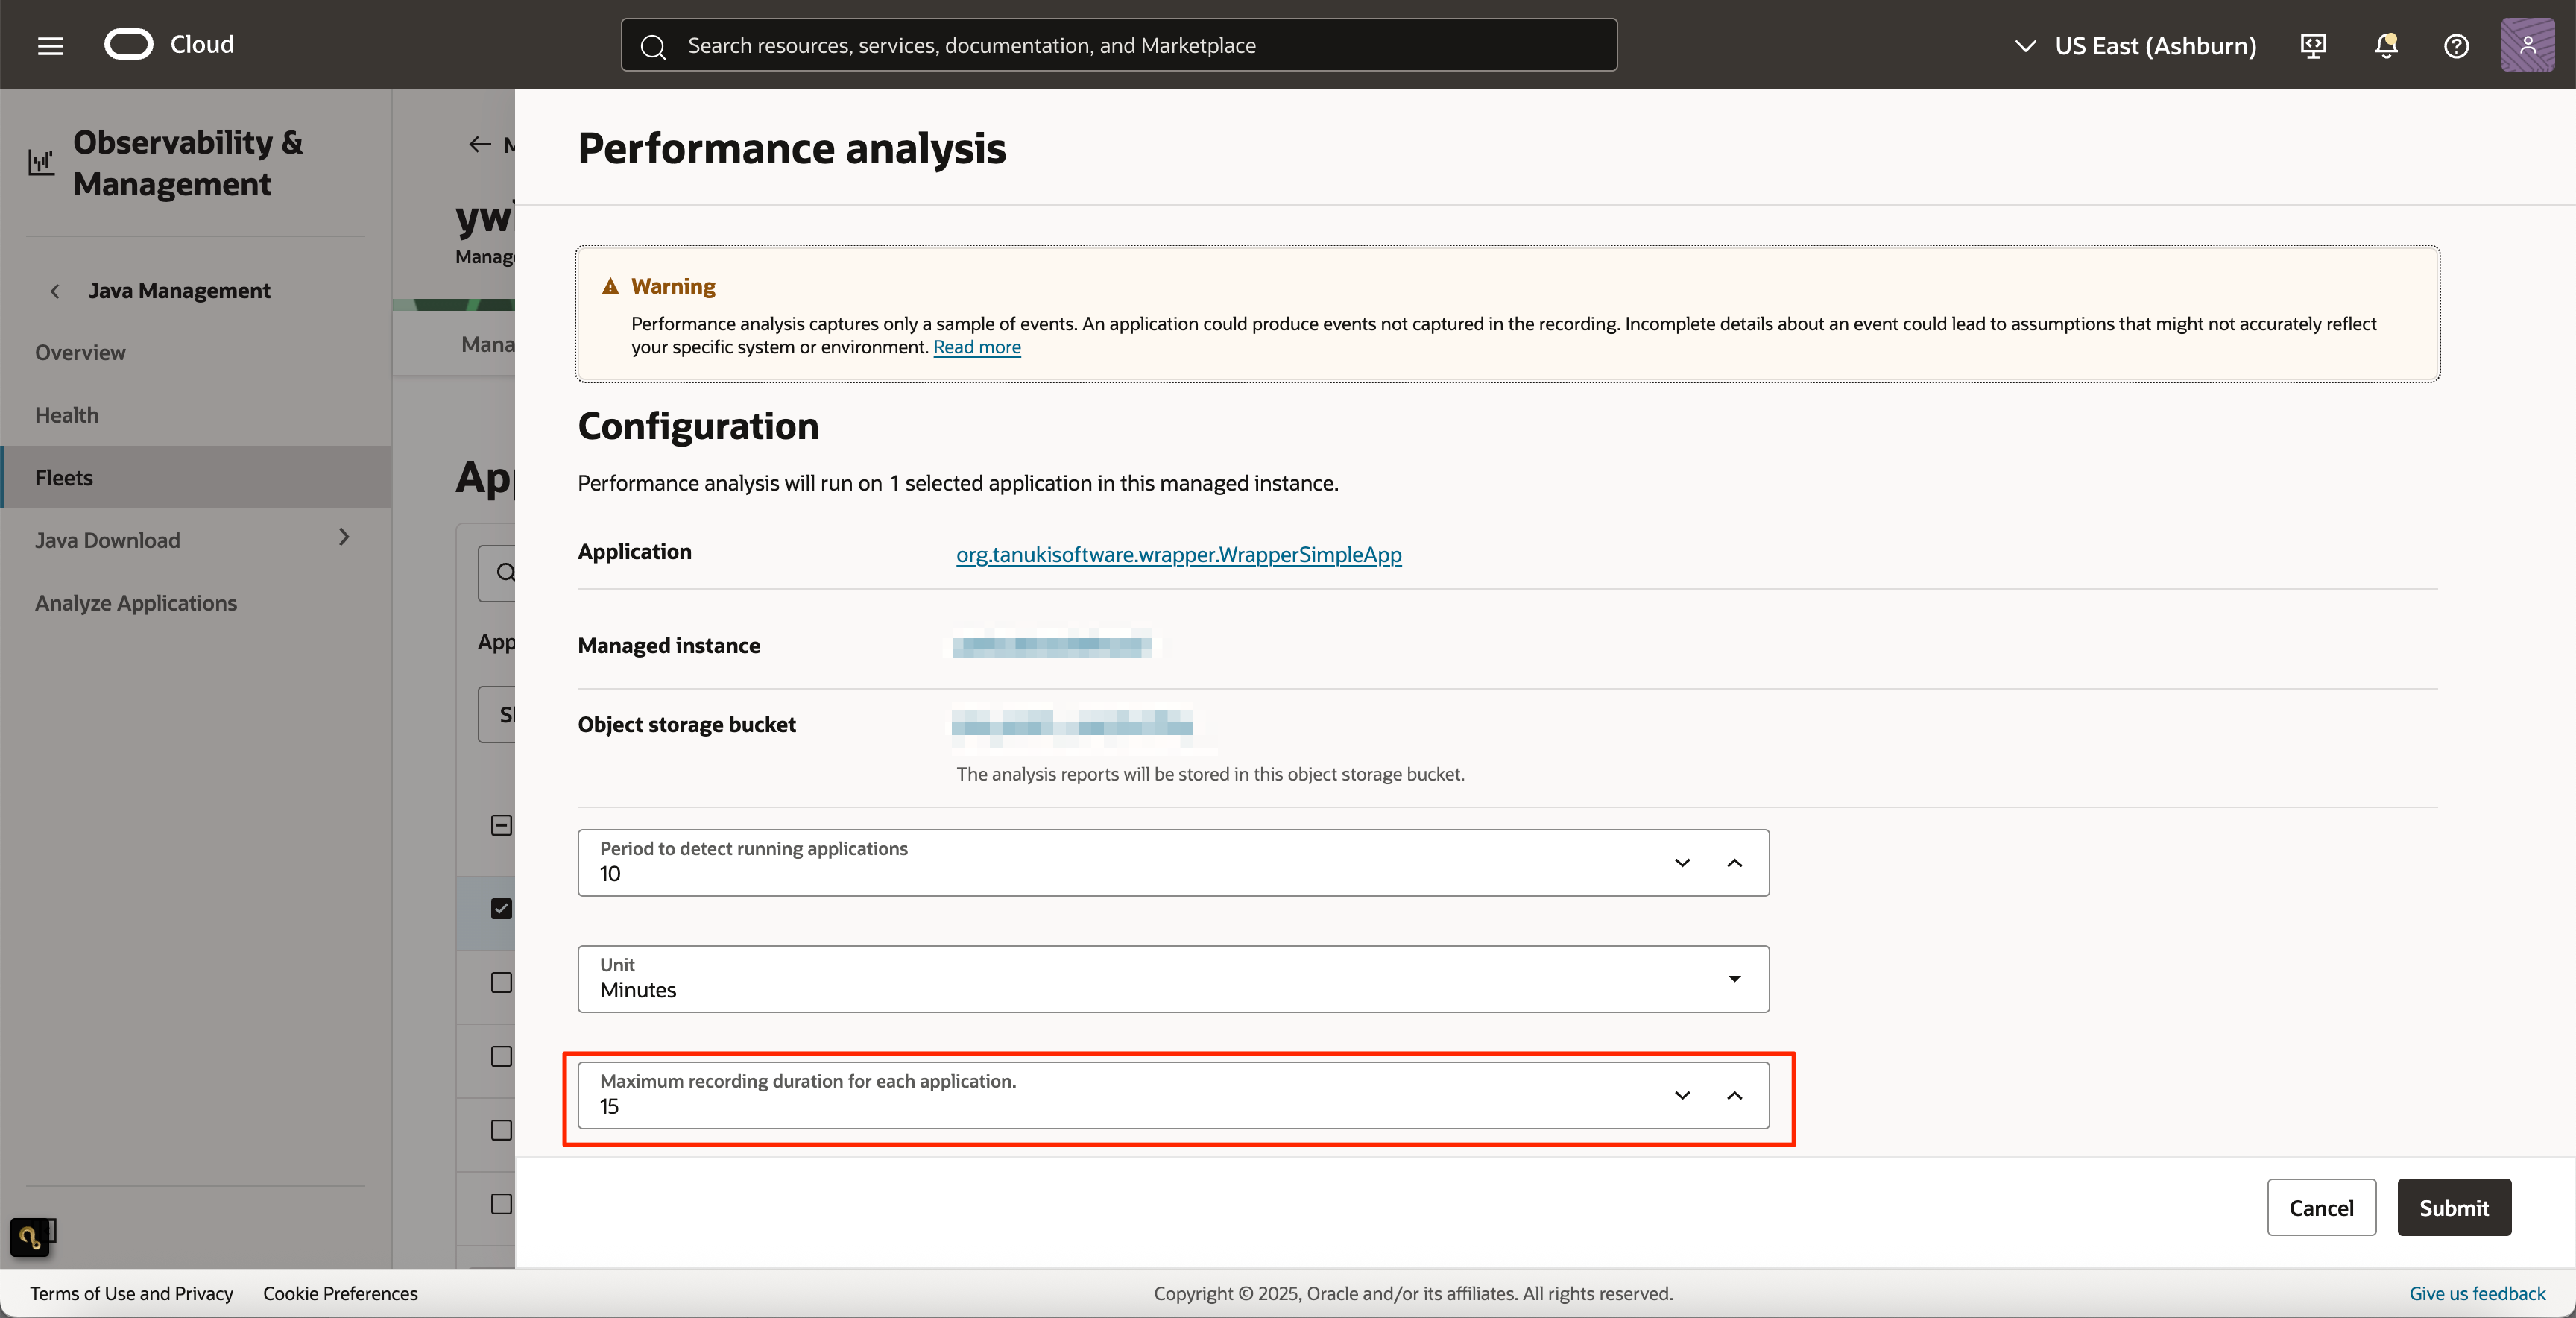 Cloud
Search resources, services, documentation, and Marketplace
US East (Ashburn)
Observability &
Management
Java Management
Overview
Health
Fleets
Java Download
Analyze Applications
Manag
Mana
App
App
Performance analysis
Warning
Performance analysis captures only a sample of events. An application could produce events not captured in the recording. Incomplete details about an event could lead to assumptions that might not accurately reflect
your specific system or environment. Read more
Configuration
Performance analysis will run on 1 selected application in this managed instance.
Application
org.tanukisoftware.wrapper.WrapperSimpleApp
Managed instance
Object storage bucket
The analysis reports will be stored in this object storage bucket.
Period to detect running applications
10
Unit
Minutes
Maximum recording duration for each application.
15
Cancel
Submit
Terms of Use and Privacy
Cookie Preferences
Copyright © 2025, Oracle and/or its affiliates. All rights reserved.
Give us feedback